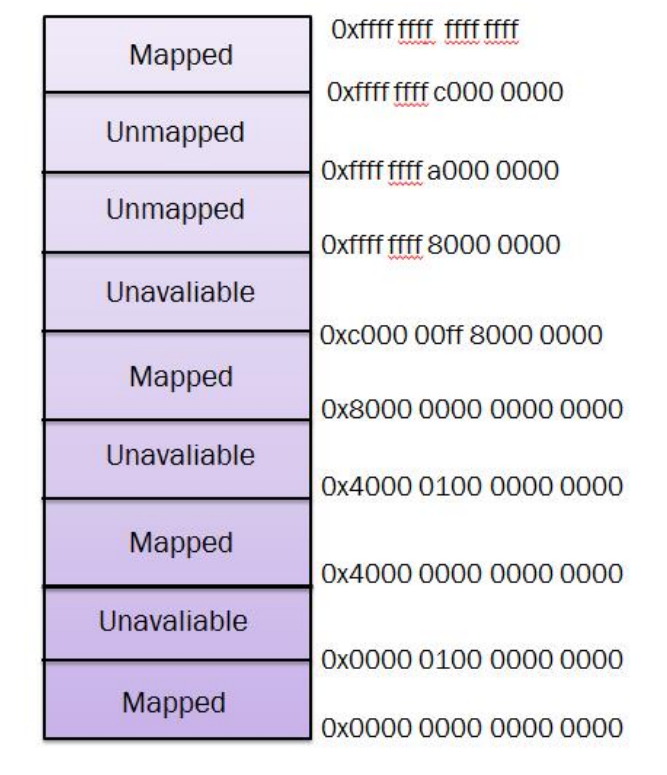 0xffff ffff ffff ffff
Mapped
0xffff ffff c000 0000
Unmapped
0xffff ffff a000 0000
Unmapped
0xffff ffff 8000 0000
Unavaliable
0xc000 00ff 8000 0000
Mapped
0x8000 0000 0000 0000
Unavaliable
0x4000 0100 0000 0000
Mapped
0x4000 0000 0000 0000
Unavaliable
0x0000 0100 0000 0000
Mapped
0x0000 0000 0000 0000